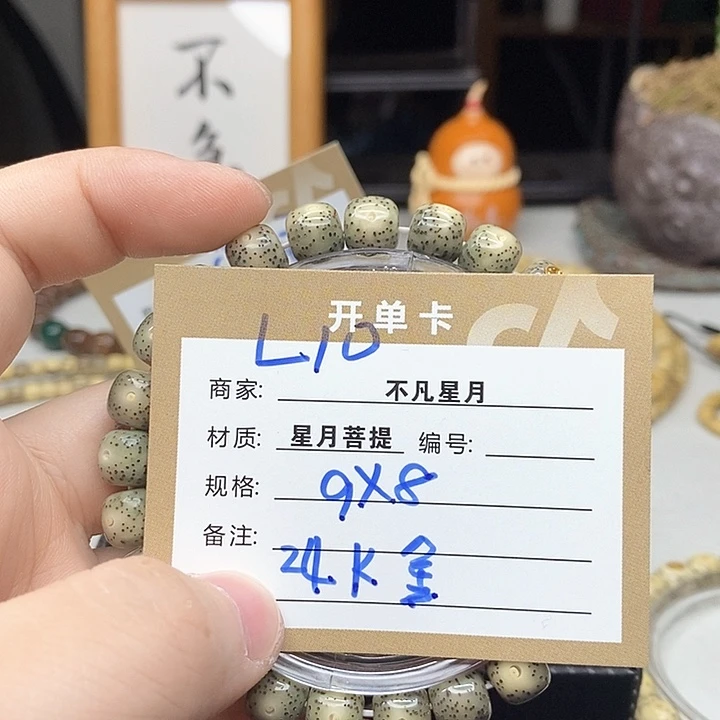 不
开单卡
L10
商家: 不凡星月
材质: 星月菩提 编号:
规格: 9X8
备注:
24K金